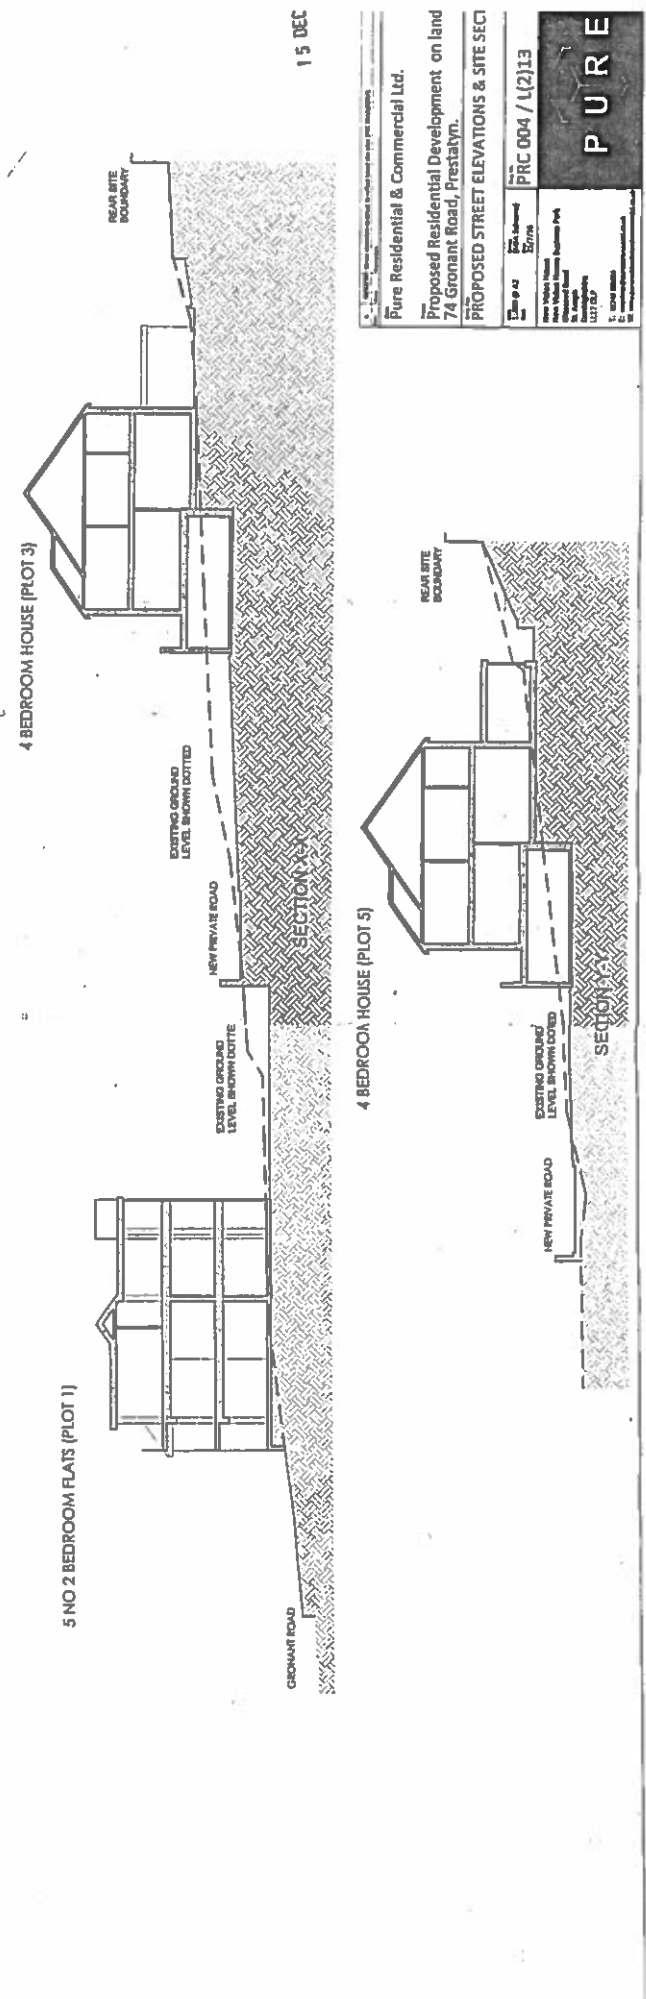 15 DEC
4 BEDROOM HOUSE (PLOT 3)
REAR SITE
BOUNDARY
EXISTING GROUND
LEVEL SHOWN DOTTED
NEW PRIVATE ROAD
SECTION X-X
5 NO 2 BEDROOM FLATS (PLOT 1)
EXISTING GROUND
LEVEL SHOWN DOTTE
GRONANT ROAD
4 BEDROOM HOUSE (PLOT 5)
REAR SITE
BOUNDARY
EXISTING GROUND
LEVEL SHOWN DOTED
NEW PRIVATE ROAD
SECTION Y-Y
Pure Residential & Commercial Ltd.
Proposed Residential Development on land
74 Gronant Road, Prestatyn.
PROPOSED STREET ELEVATIONS & SITE SECT
PRC 004 / L(2)13
PURE